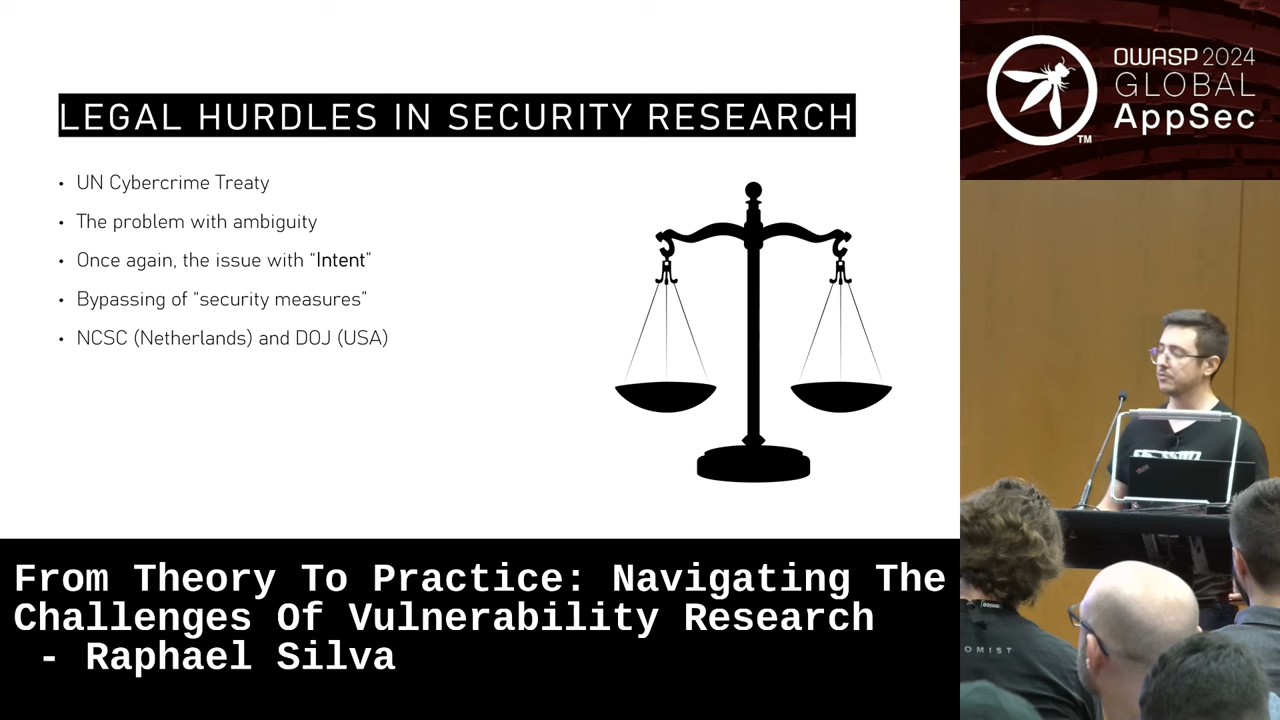 LEGAL HURDLES IN SECURITY RESEARCH
• UN Cybercrime Treaty
• The problem with ambiguity
• Once again, the issue with “Intent”
• Bypassing of “security measures”
• NCSC (Netherlands) and DOJ (USA)
OWASP 2024
GLOBAL
AppSec
TM
OMIST
From Theory To Practice: Navigating The
Challenges Of Vulnerability Research
- Raphael Silva